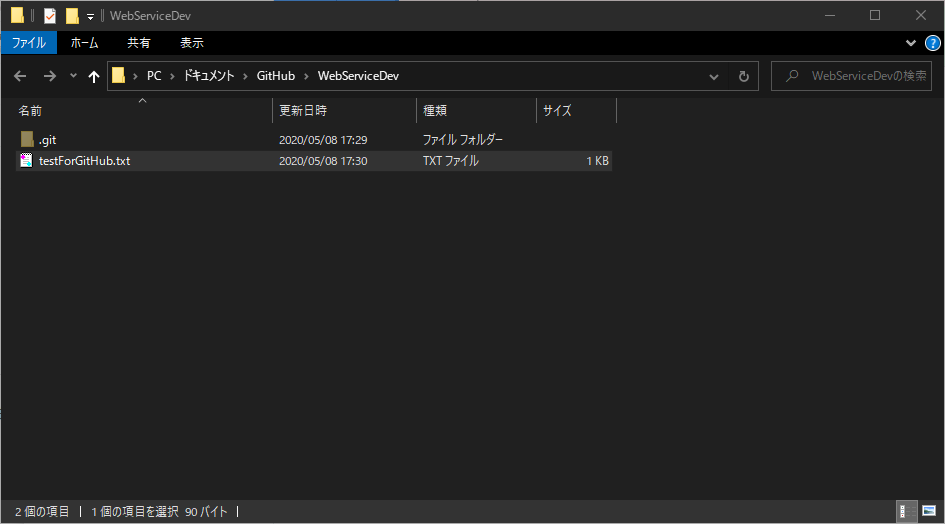 WebServiceDev
ファイル ホーム 共有 表示
PC ドキュメント GitHub WebServiceDev WebServiceDevの検索
名前 更新日時 種類 サイズ
.git 2020/05/08 17:29 ファイル フォルダー
testForGitHub.txt 2020/05/08 17:30 TXT ファイル 1 KB
2 個の項目 1 個の項目を選択 90 バイト